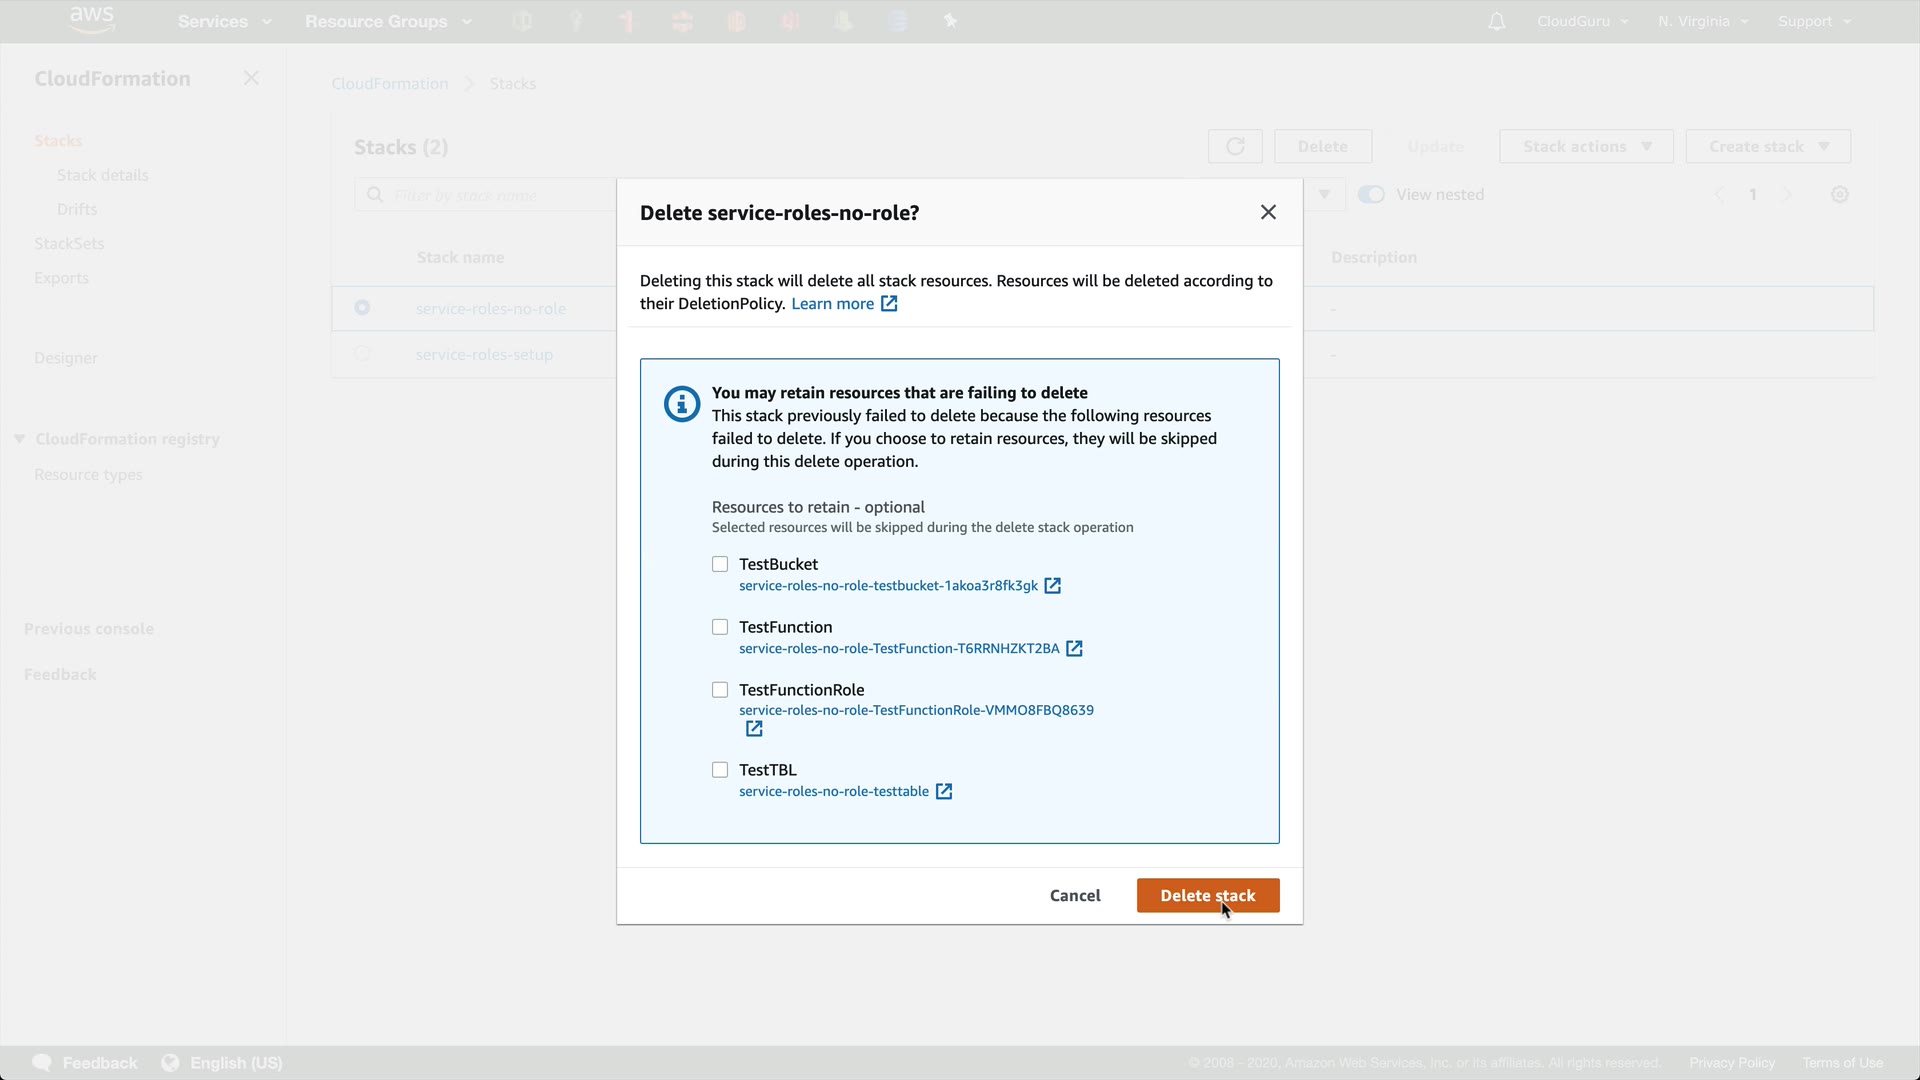 aws
Services
Resource Groups
CloudGuru
N. Virginia
Support
CloudFormation
CloudFormation
Stacks
Stacks
Stack details
Drifts
StackSets
Exports
Designer
CloudFormation registry
Resource types
Previous console
Feedback
Stacks (2)
Delete
Update
Stack actions
Create stack
Filter by stack name
View nested
1
Stack name
Description
service-roles-no-role
-
service-roles-setup
-
Delete service-roles-no-role?
Deleting this stack will delete all stack resources. Resources will be deleted according to
their DeletionPolicy. Learn more
You may retain resources that are failing to delete
This stack previously failed to delete because the following resources
failed to delete. If you choose to retain resources, they will be skipped
during this delete operation.
Resources to retain - optional
Selected resources will be skipped during the delete stack operation
TestBucket
service-roles-no-role-testbucket-1akoa3r8fk3gk
TestFunction
service-roles-no-role-TestFunction-T6RRNHZKT2BA
TestFunctionRole
service-roles-no-role-TestFunctionRole-VMMO8FBQ8639
TestTBL
service-roles-no-role-testtable
Cancel
Delete stack
Feedback
English (US)
© 2008 - 2020, Amazon Web Services, Inc. or its affiliates. All rights reserved.
Privacy Policy
Terms of Use